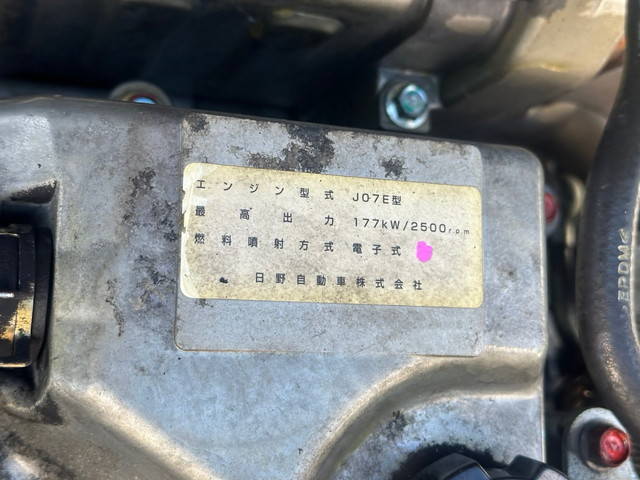 エンジン型式 J07E型
最高出力 177kW/2500rpm
燃料噴射方式 電子式
日野自動車株式会社
EPDM